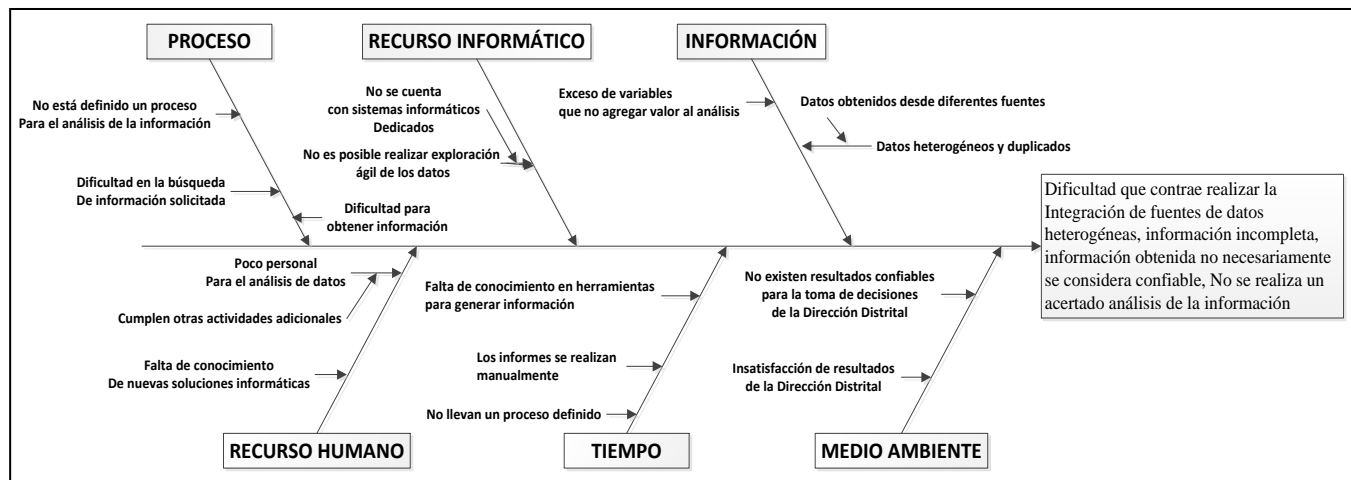 PROCESO
No está definido un proceso
Para el análisis de la información
Dificultad en la búsqueda
De información solicitada
Dificultad para
obtener información
RECURSO INFORMÁTICO
No se cuenta
con sistemas informáticos
Dedicados
No es posible realizar exploración
ágil de los datos
INFORMACIÓN
Exceso de variables
que no agregar valor al análisis
Datos obtenidos desde diferentes fuentes
Datos heterogéneos y duplicados
Dificultad que contrae realizar la
Integración de fuentes de datos
heterogéneas, información incompleta,
información obtenida no necesariamente
se considera confiable, No se realiza un
acertado análisis de la información
Poco personal
Para el análisis de datos
Cumplen otras actividades adicionales
Falta de conocimiento
De nuevas soluciones informáticas
RECURSO HUMANO
Falta de conocimiento en herramientas
para generar información
Los informes se realizan
manualmente
No llevan un proceso definido
TIEMPO
No existen resultados confiables
para la toma de decisiones
de la Dirección Distrital
Insatisfacción de resultados
de la Dirección Distrital
MEDIO AMBIENTE